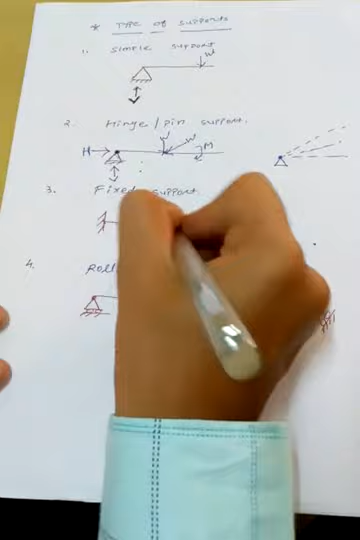 * TYPE OF SUPPORTS
1. Simple support
W
2. Hinge / pin support.
H W M
3. Fixed support.
4. Roll